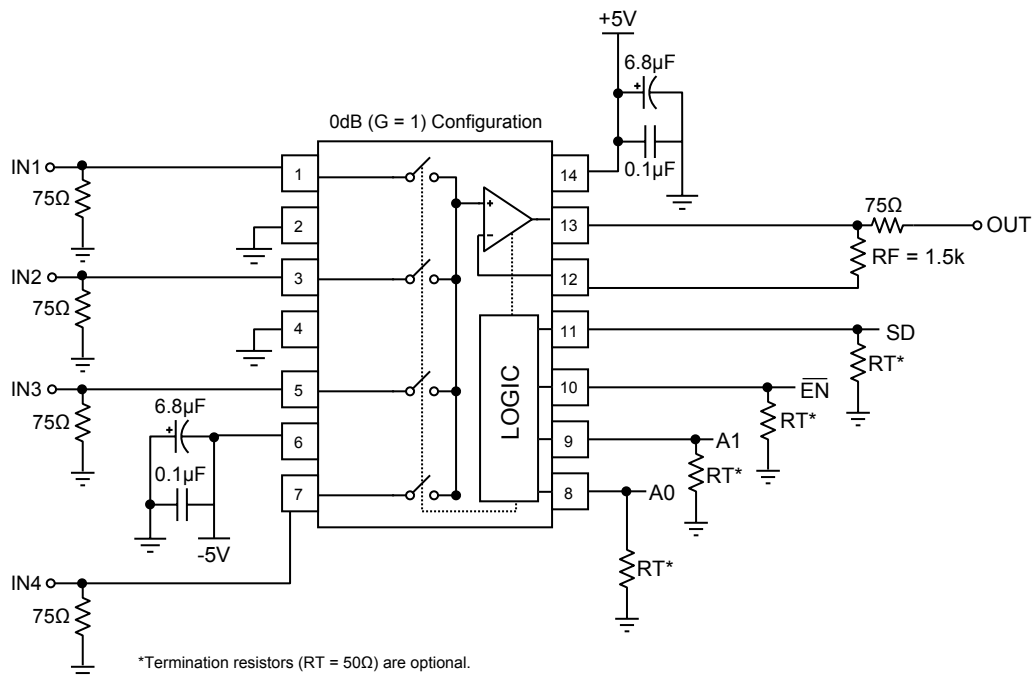 +5V
6.8µF
+
0.1µF
0dB (G = 1) Configuration
IN1
75Ω
1
14
2
13
75Ω
OUT
RF = 1.5k
+
-
IN2
75Ω
3
12
4
11
SD
RT*
IN3
75Ω
5
10
EN
RT*
6.8µF
+
0.1µF
-5V
6
9
A1
RT*
LOGIC
7
8
A0
RT*
IN4
75Ω
*Termination resistors (RT = 50Ω) are optional.